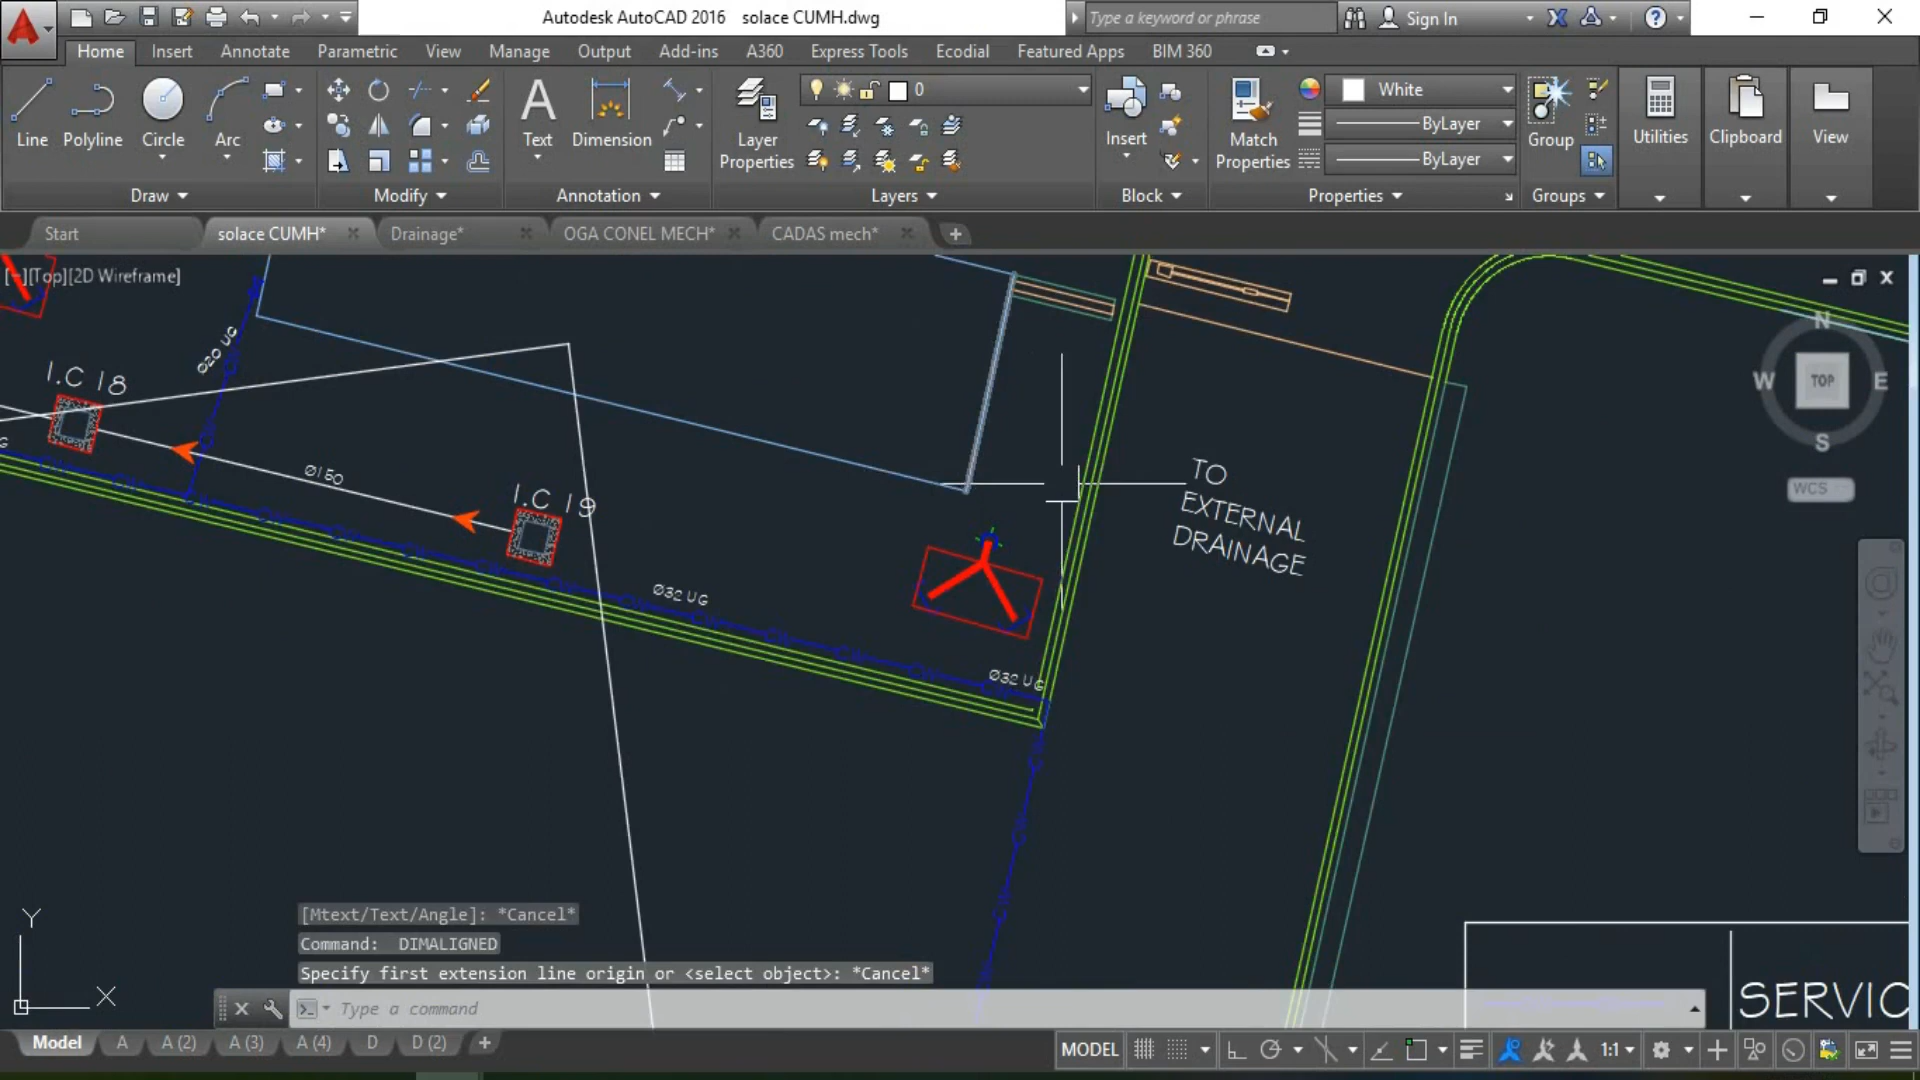 Autodesk AutoCAD 2016 solace CUMH.dwg
Type a keyword or phrase
Sign In
Home Insert Annotate Parametric View Manage Output Add-ins A360 Express Tools Ecodial Featured Apps BIM 360
Line Polyline Circle Arc
Text Dimension
Layer Properties
0
Insert
Match Properties
White
ByLayer
ByLayer
Group
Utilities Clipboard View
Draw Modify Annotation Layers Block Properties Groups
Start solace CUMH* Drainage* OGA CONEL MECH* CADAS mech*
[−][Top][2D Wireframe]
N
W TOP E
S
WCS
Ø20 UG
I.C 18
Ø150
I.C 19
TO
EXTERNAL
DRAINAGE
Ø32 UG
Ø32 UG
[Mtext/Text/Angle]: *Cancel*
Command: DIMALIGNED
Specify first extension line origin or <select object>: *Cancel*
Y
X
Type a command
SERVIC
Model A A (2) A (3) A (4) D D (2)
MODEL 1:1